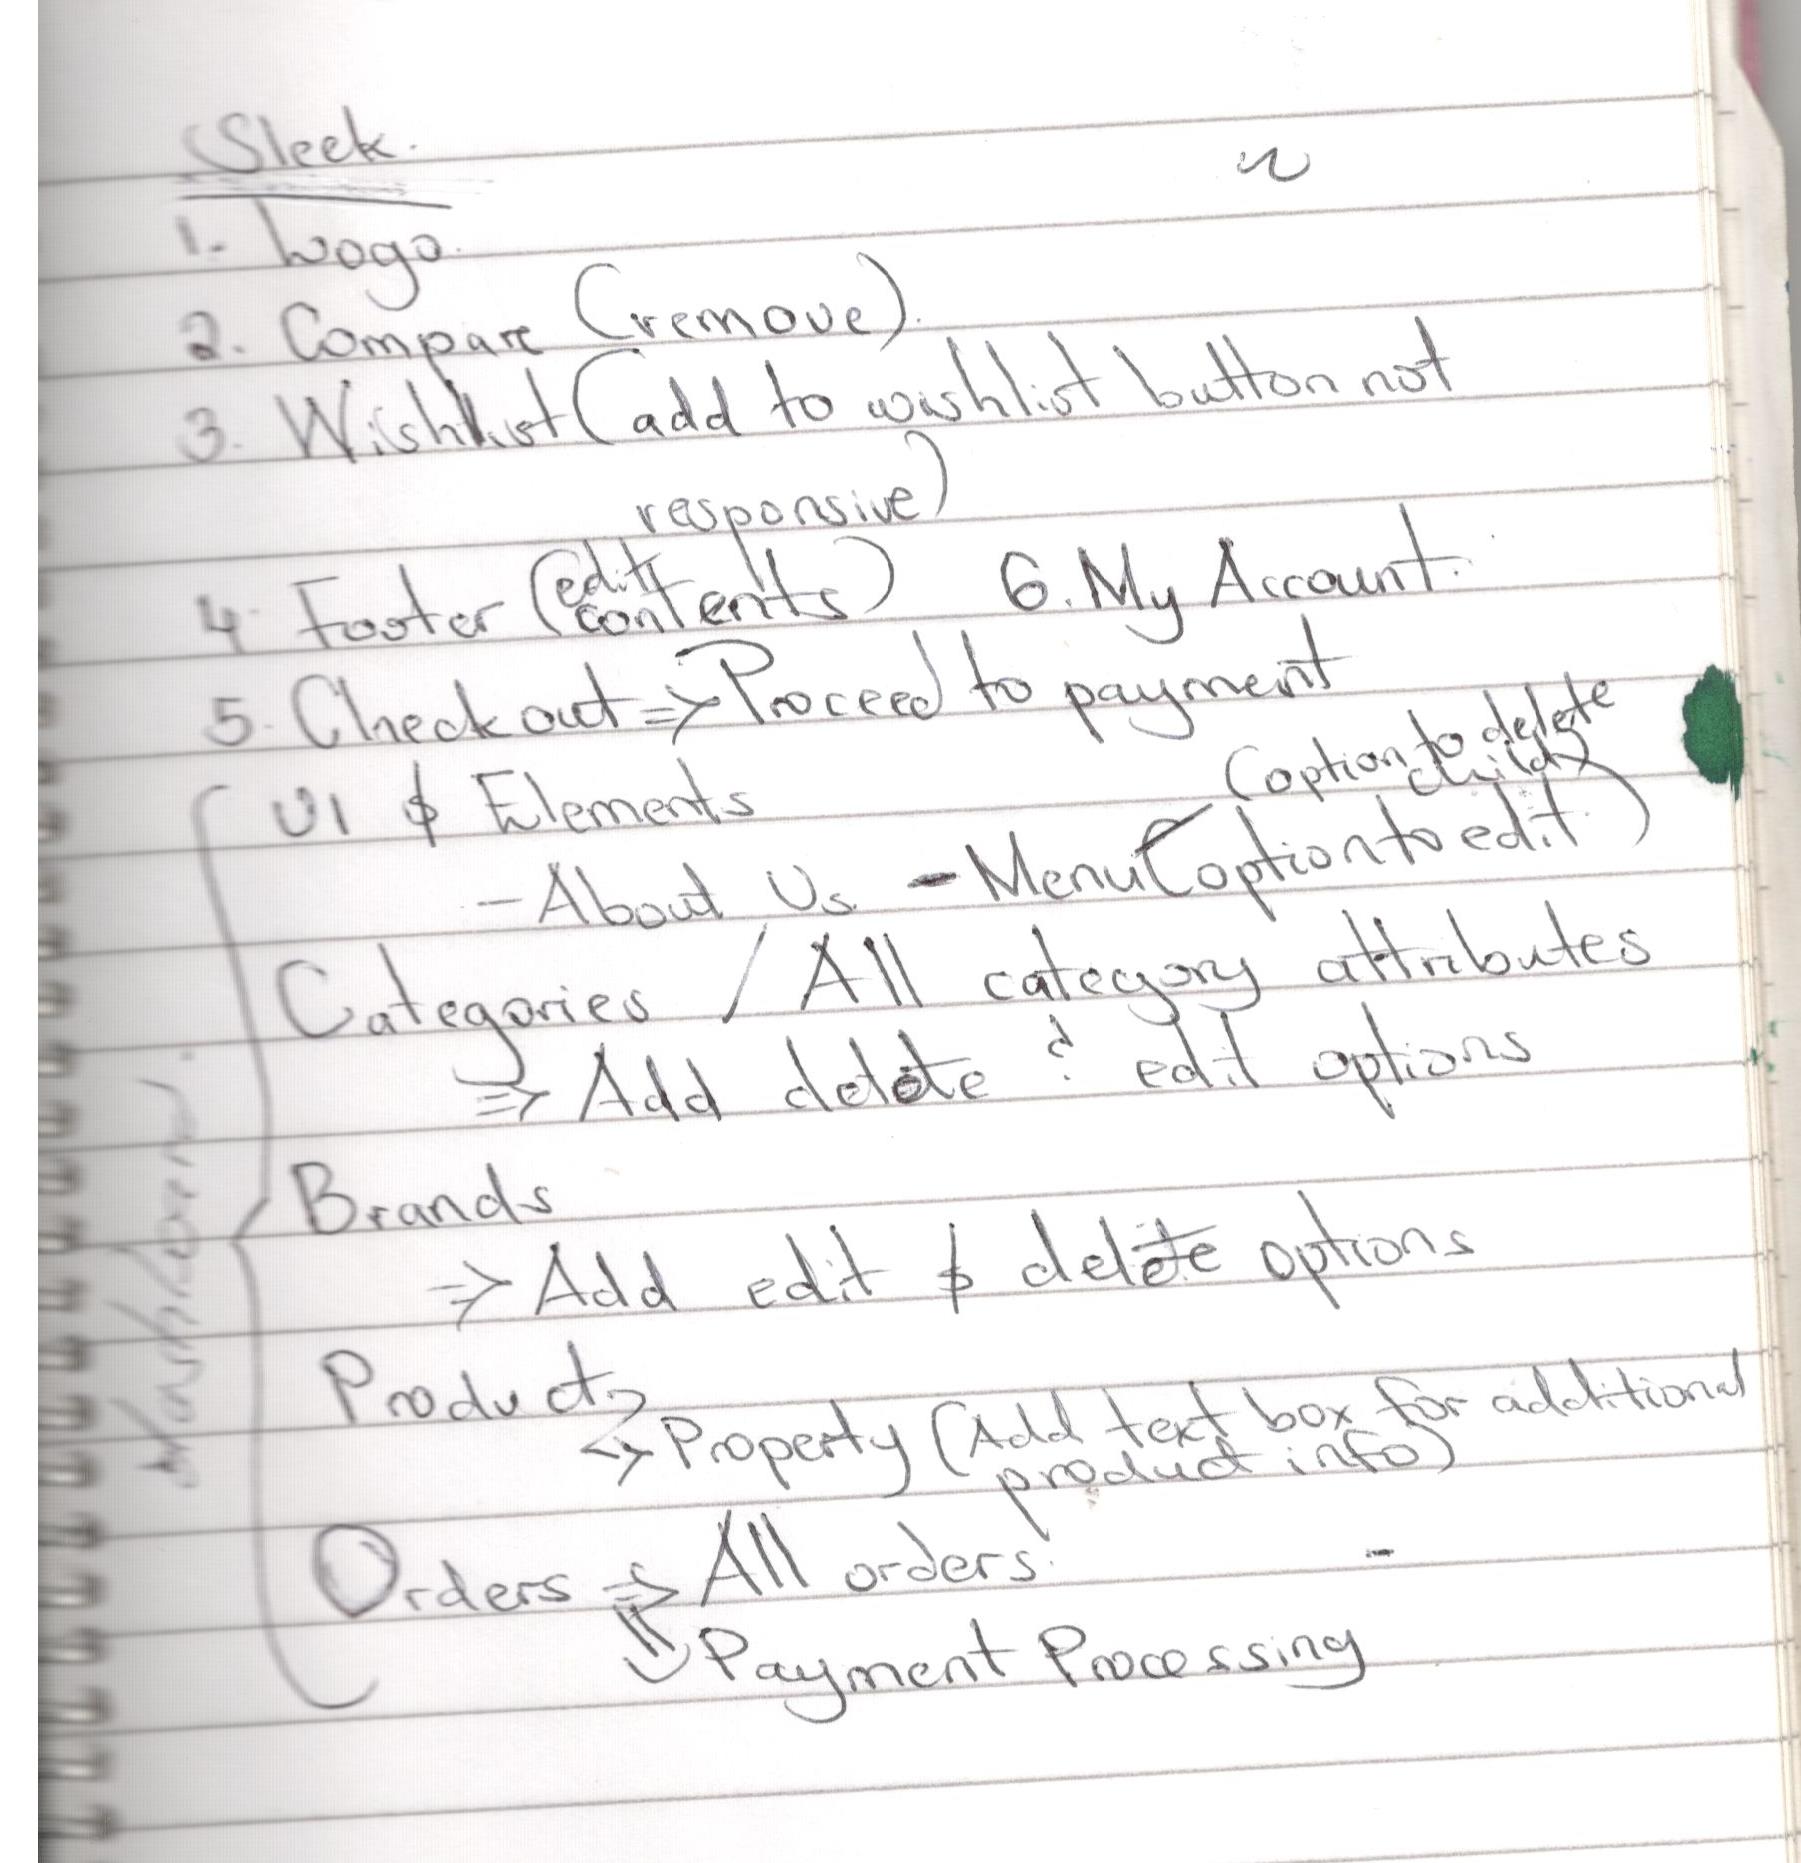 Sleek.
1. Logo.
2. Compare (remove).
3. Wishlist (add to wishlist button not
responsive)
4. Footer (edit contents) 6. My Account.
5. Checkout => Proceed to payment
UI & Elements
(option to delete child)
- About Us. - Menu (option to edit)
Categories / All category attributes
=> Add delete & edit options
Brands
=> Add edit & delete options
Products
-> Property (Add text box for additional
product info)
Orders => All orders
=> Payment Processing
Dashboard.